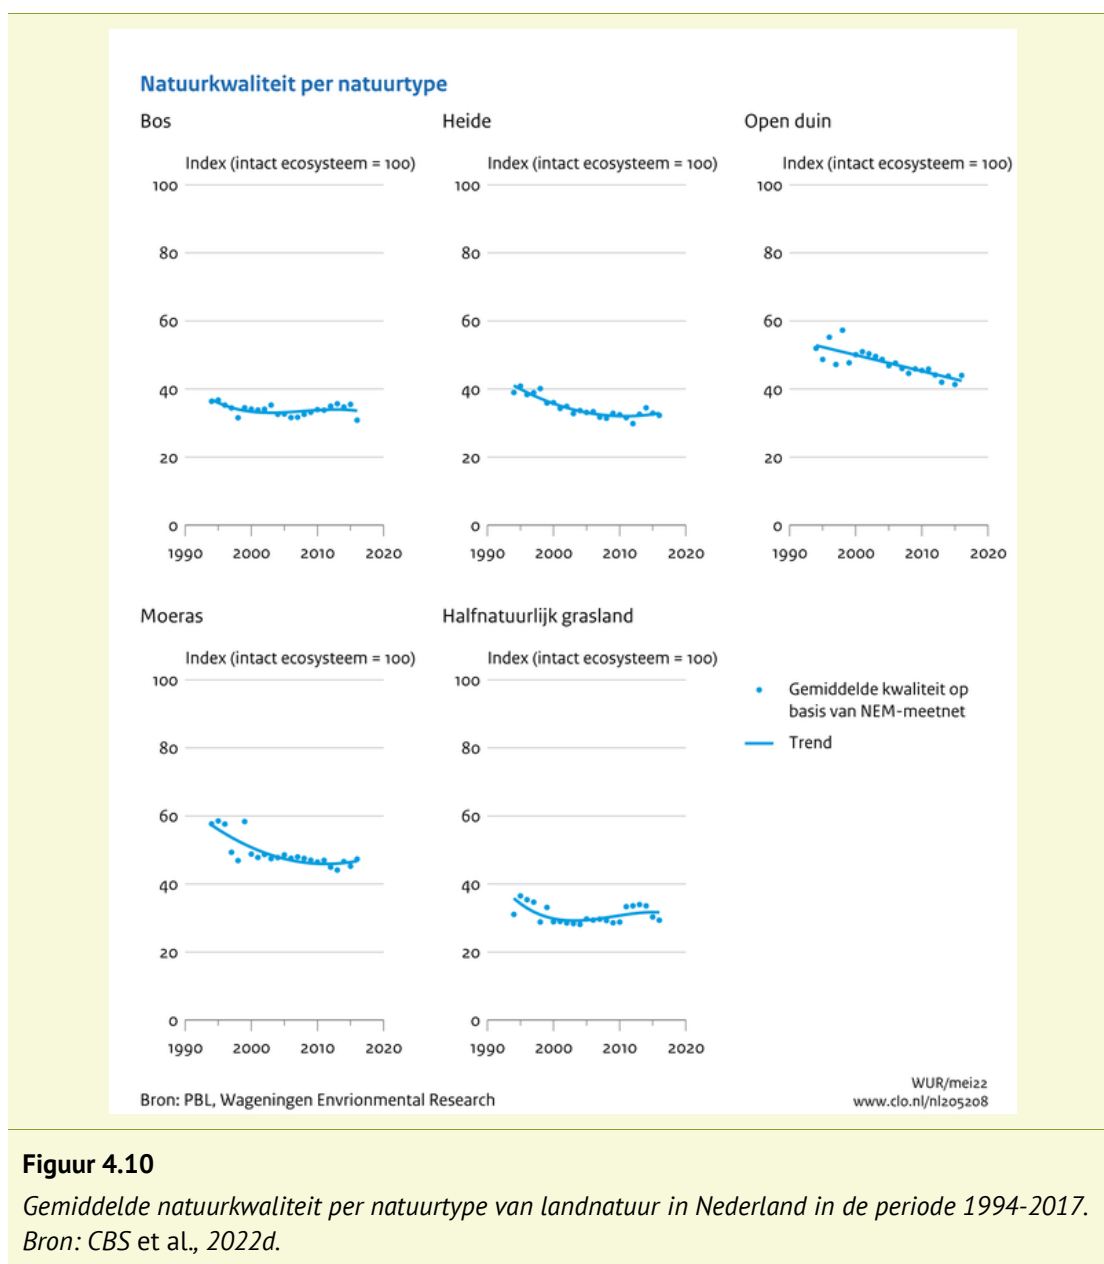 Natuurkwaliteit per natuurtype
Bos
Index (intact ecosysteem = 100)
100
80
60
40
20
0
1990 2000 2010 2020
Heide
Index (intact ecosysteem = 100)
100
80
60
40
20
0
1990 2000 2010 2020
Open duin
Index (intact ecosysteem = 100)
100
80
60
40
20
0
1990 2000 2010 2020
Moeras
Index (intact ecosysteem = 100)
100
80
60
40
20
0
1990 2000 2010 2020
Halfnatuurlijk grasland
Index (intact ecosysteem = 100)
100
80
60
40
20
0
1990 2000 2010 2020
Gemiddelde kwaliteit op
basis van NEM-meetnet
Trend
Bron: PBL, Wageningen Envrionmental Research
WUR/mei22
www.clo.nl/nl205208
Figuur 4.10
Gemiddelde natuurkwaliteit per natuurtype van landnatuur in Nederland in de periode 1994-2017.
Bron: CBS et al., 2022d.